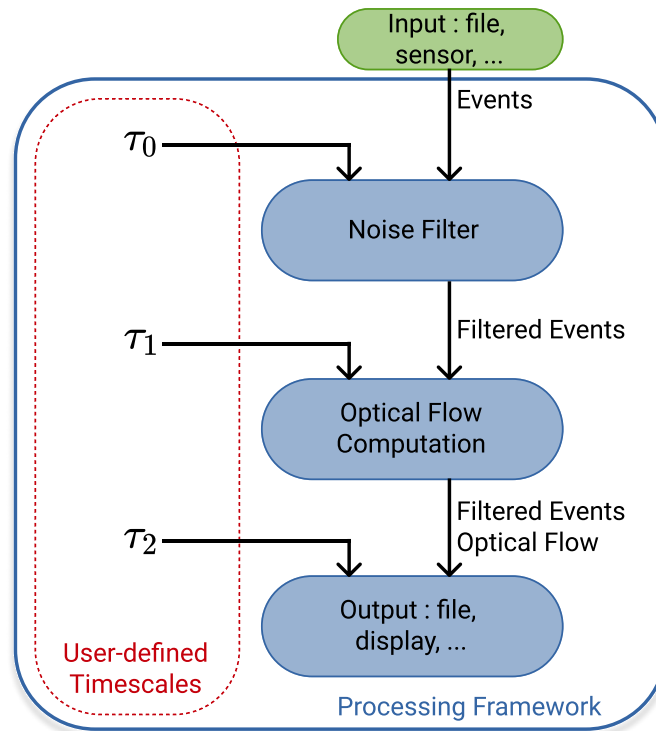 Input : file,
sensor, ...
Events
τ0
Noise Filter
Filtered Events
τ1
Optical Flow
Computation
Filtered Events
Optical Flow
τ2
Output : file,
display, ...
User-defined
Timescales
Processing Framework